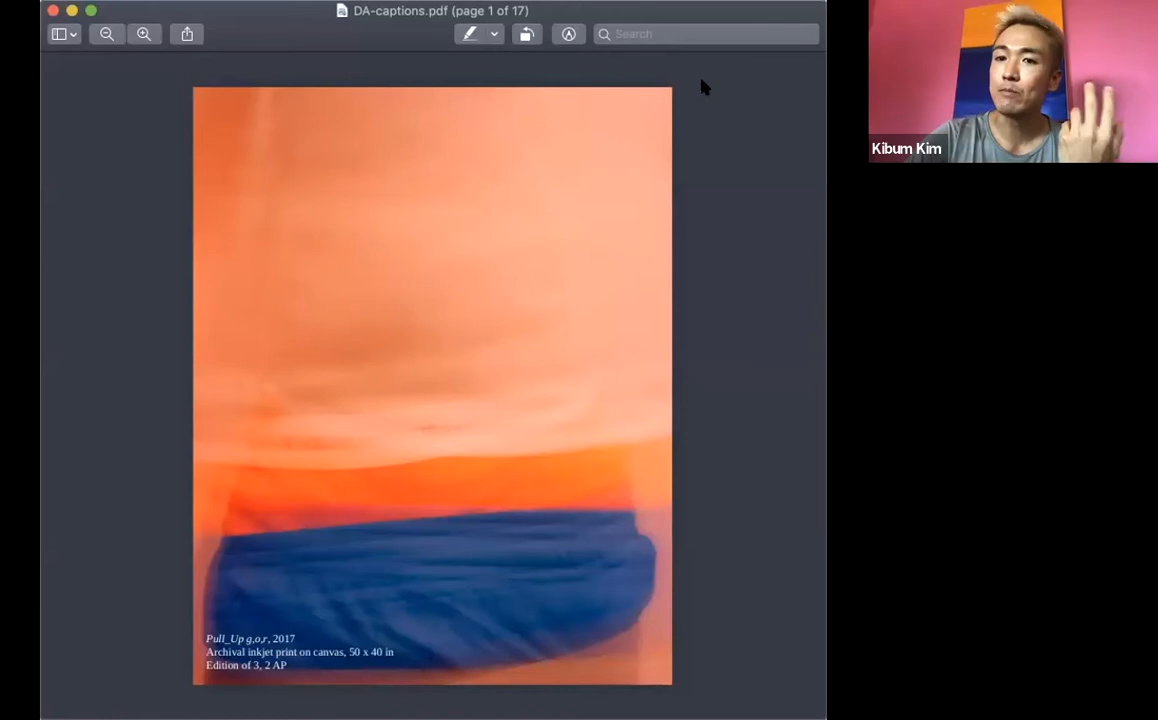 DA-captions.pdf (page 1 of 17)
Search
Kibum Kim
Pull_Up g,o,r, 2017
Archival inkjet print on canvas, 50 x 40 in
Edition of 3, 2 AP